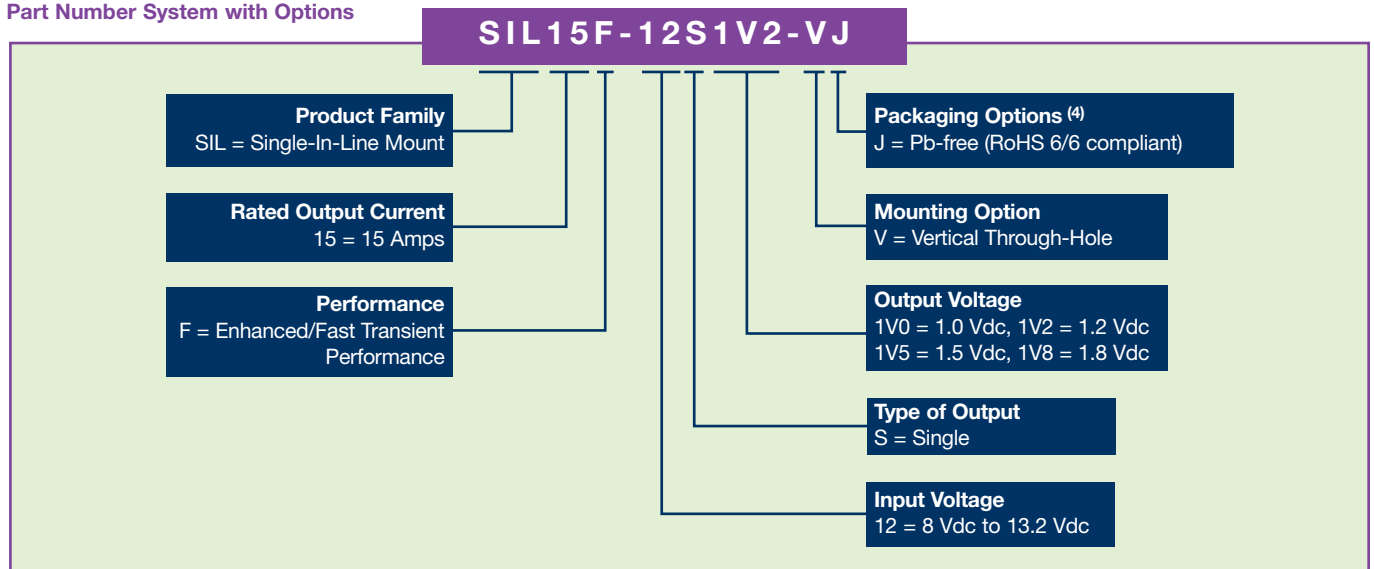 Part Number System with Options
SIL15F-12S1V2-VJ
Product Family
SIL = Single-In-Line Mount
Rated Output Current
15 = 15 Amps
Performance
F = Enhanced/Fast Transient
Performance
Packaging Options (4)
J = Pb-free (RoHS 6/6 compliant)
Mounting Option
V = Vertical Through-Hole
Output Voltage
1V0 = 1.0 Vdc, 1V2 = 1.2 Vdc
1V5 = 1.5 Vdc, 1V8 = 1.8 Vdc
Type of Output
S = Single
Input Voltage
12 = 8 Vdc to 13.2 Vdc